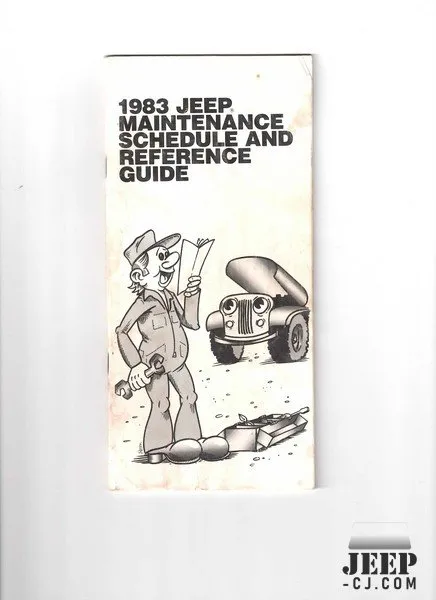 1983 JEEP
MAINTENANCE
SCHEDULE AND
REFERENCE
GUIDE
JEEP
-CJ.COM